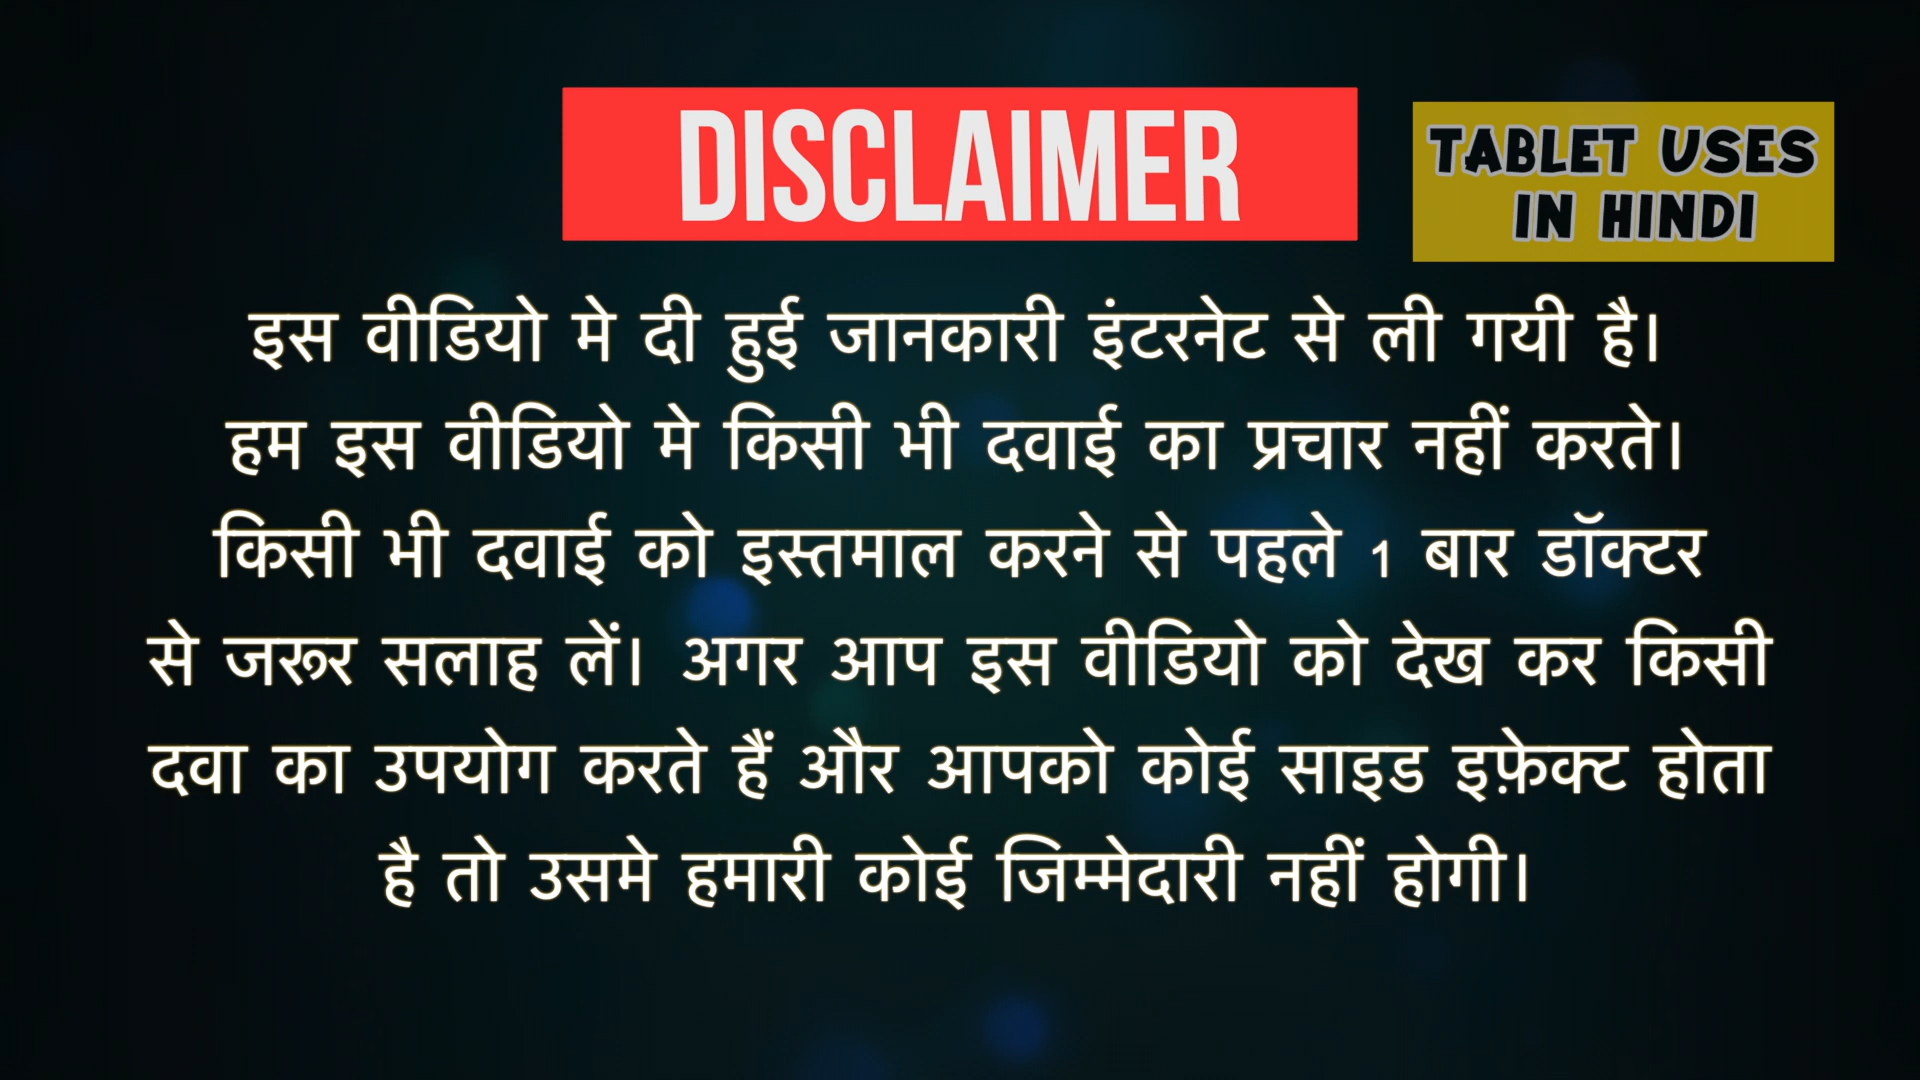 DISCLAIMER
TABLET USES
IN HINDI
इस वीडियो मे दी हुई जानकारी इंटरनेट से ली गयी है।
हम इस वीडियो मे किसी भी दवाई का प्रचार नहीं करते।
किसी भी दवाई को इस्तमाल करने से पहले 1 बार डॉक्टर
से जरूर सलाह लें। अगर आप इस वीडियो को देख कर किसी
दवा का उपयोग करते हैं और आपको कोई साइड इफ़ेक्ट होता
है तो उसमे हमारी कोई जिम्मेदारी नहीं होगी।